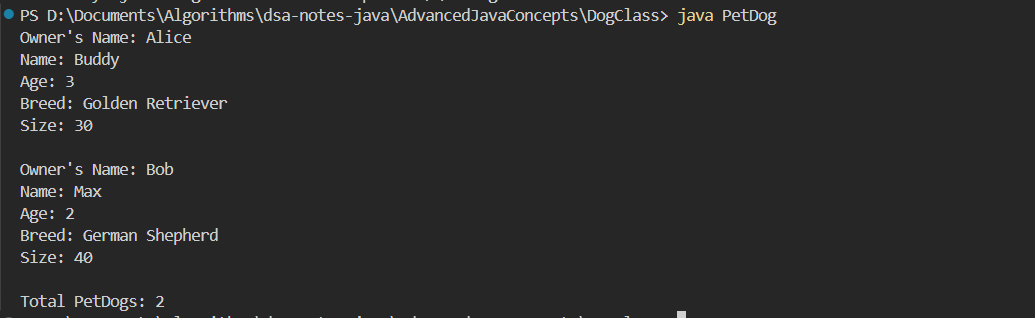 PS D:\Documents\Algorithms\dsa-notes-java\AdvancedJavaConcepts\DogClass> java PetDog
Owner's Name: Alice
Name: Buddy
Age: 3
Breed: Golden Retriever
Size: 30
Owner's Name: Bob
Name: Max
Age: 2
Breed: German Shepherd
Size: 40
Total PetDogs: 2